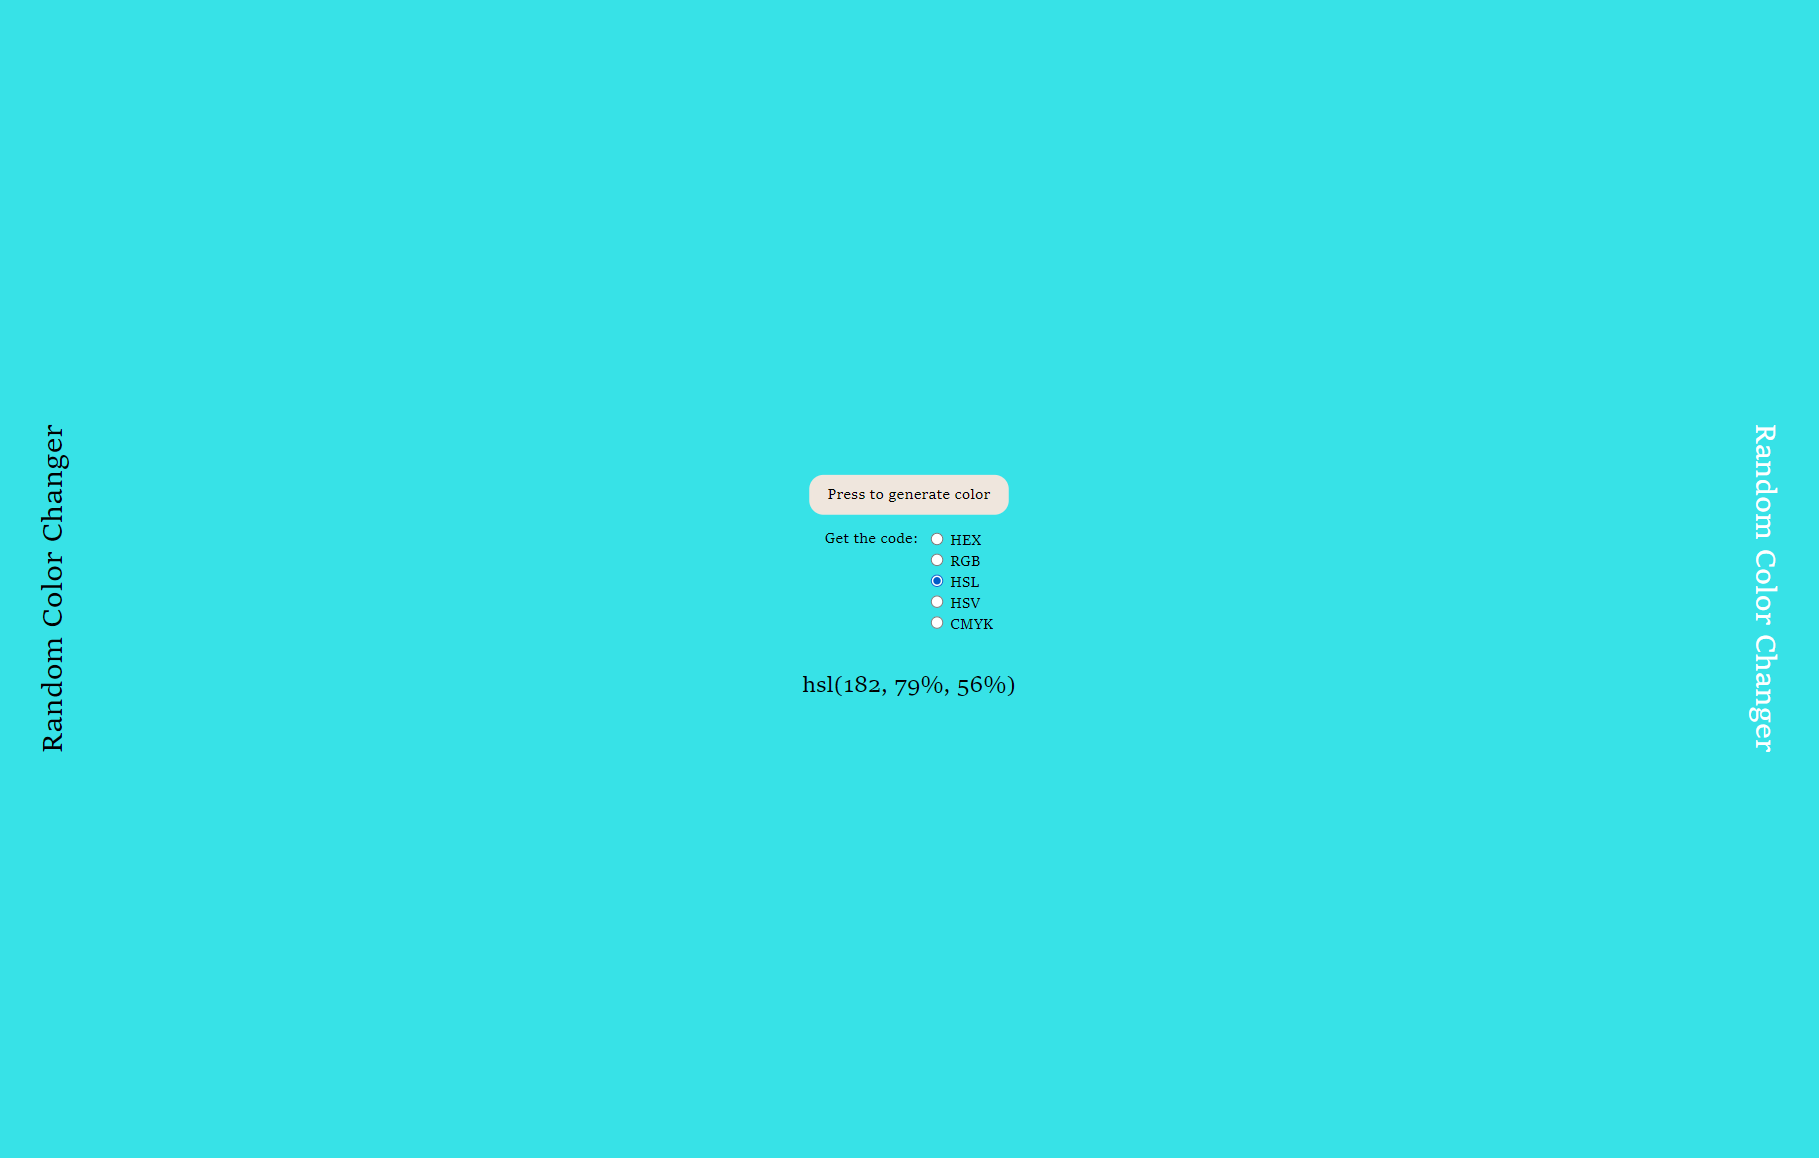 Random Color Changer
Press to generate color
Get the code:
HEX
RGB
HSL
HSV
CMYK
hsl(182, 79%, 56%)
Random Color Changer